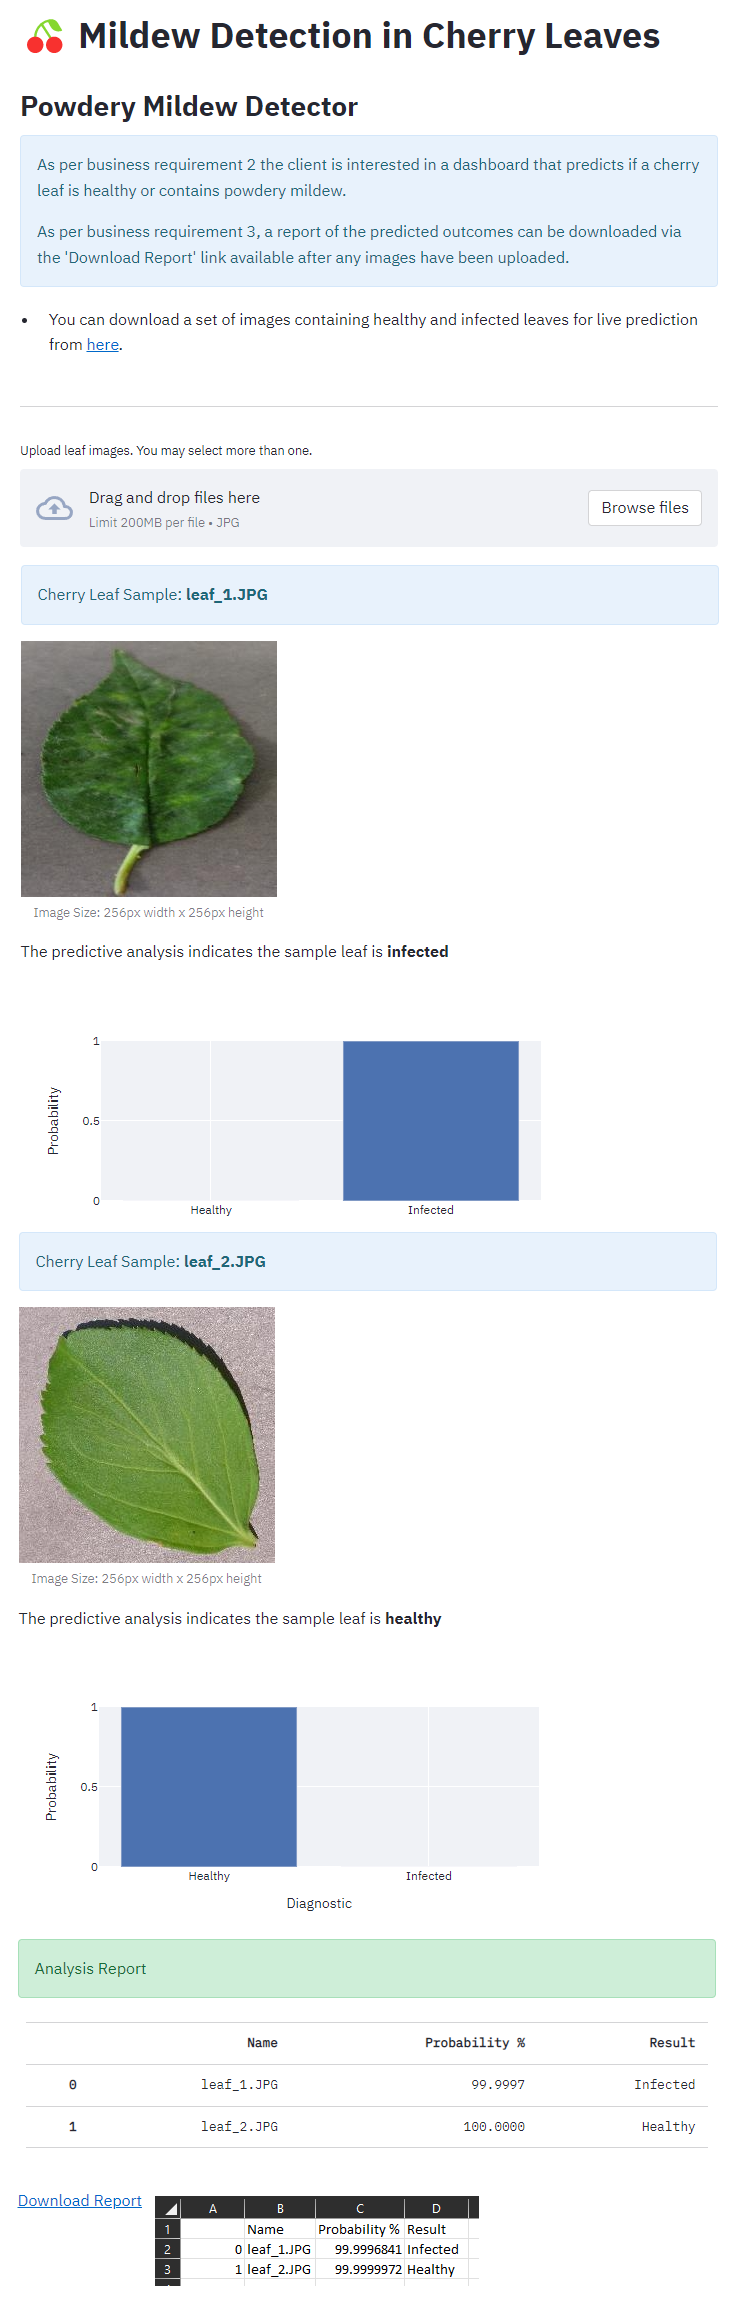 Mildew Detection in Cherry Leaves
Powdery Mildew Detector
As per business requirement 2 the client is interested in a dashboard that predicts if a cherry
leaf is healthy or contains powdery mildew.
As per business requirement 3, a report of the predicted outcomes can be downloaded via
the 'Download Report' link available after any images have been uploaded.
• You can download a set of images containing healthy and infected leaves for live prediction
from here.
Upload leaf images. You may select more than one.
Drag and drop files here
Limit 200MB per file • JPG
Browse files
Cherry Leaf Sample: leaf_1.JPG
Image Size: 256px width x 256px height
The predictive analysis indicates the sample leaf is infected
1
0.5
0
Probability
Healthy Infected
Cherry Leaf Sample: leaf_2.JPG
Image Size: 256px width x 256px height
The predictive analysis indicates the sample leaf is healthy
1
0.5
0
Probability
Healthy Infected
Diagnostic
Analysis Report
Name Probability % Result
0 leaf_1.JPG 99.9997 Infected
1 leaf_2.JPG 100.0000 Healthy
Download Report
A B C D
1 Name Probability % Result
2 0 leaf_1.JPG 99.9996841 Infected
3 1 leaf_2.JPG 99.9999972 Healthy